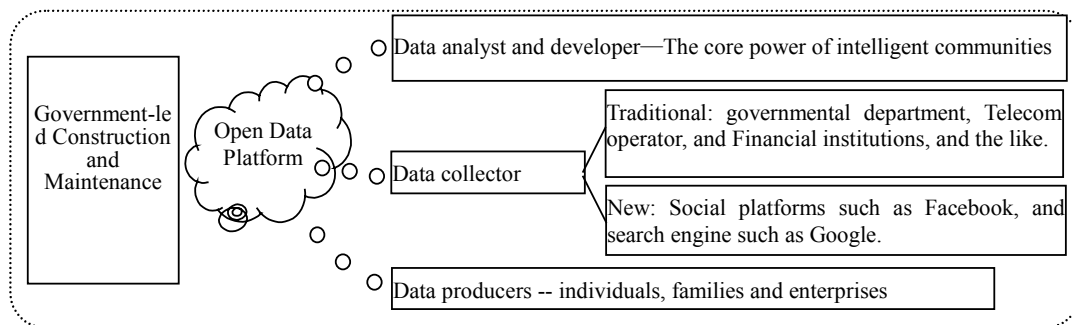 Data analyst and developer—The core power of intelligent communities
Government-le
d Construction
and
Maintenance
Open Data
Platform
Traditional: governmental department, Telecom
operator, and Financial institutions, and the like.
Data collector
New: Social platforms such as Facebook, and
search engine such as Google.
Data producers -- individuals, families and enterprises